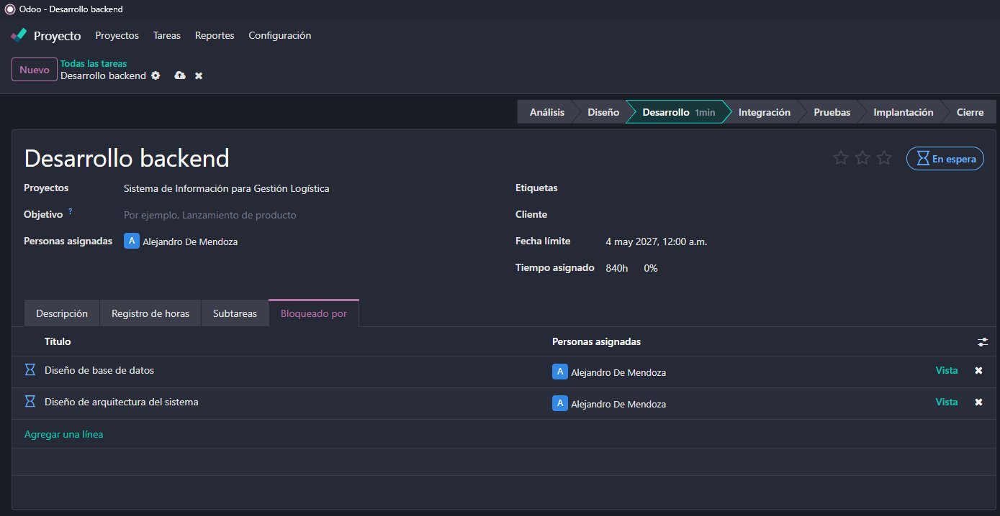 Odoo - Desarrollo backend
Proyecto Proyectos Tareas Reportes Configuración
Nuevo
Todas las tareas
Desarrollo backend
Análisis Diseño Desarrollo 1min Integración Pruebas Implantación Cierre
Desarrollo backend
En espera
Proyectos Sistema de Información para Gestión Logística
Etiquetas
Objetivo ? Por ejemplo, Lanzamiento de producto
Cliente
Personas asignadas A Alejandro De Mendoza
Fecha límite 4 may 2027, 12:00 a.m.
Tiempo asignado 840h 0%
Descripción Registro de horas Subtareas Bloqueado por
Título Personas asignadas
Diseño de base de datos A Alejandro De Mendoza Vista
Diseño de arquitectura del sistema A Alejandro De Mendoza Vista
Agregar una línea